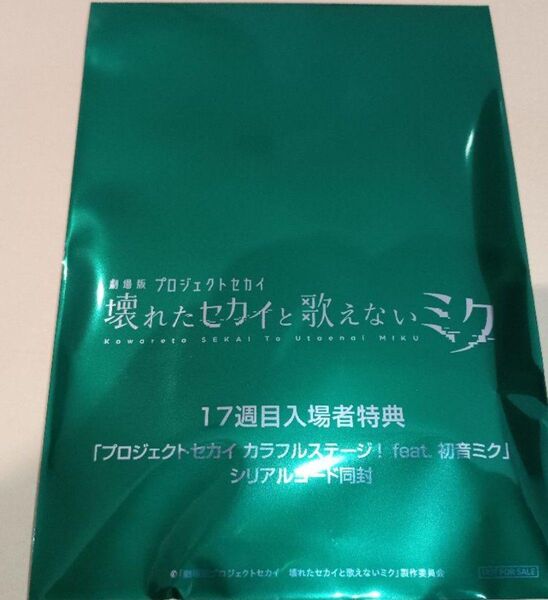 劇場版 プロジェクトセカイ
壊れたセカイと歌えないミク
Kowareta SEKAI To Utaenai MIKU
17週目入場者特典
「プロジェクトセカイ カラフルステージ! feat. 初音ミク」
シリアルコード同封
©「劇場版プロジェクトセカイ 壊れたセカイと歌えないミク」製作委員会 NOT FOR SALE